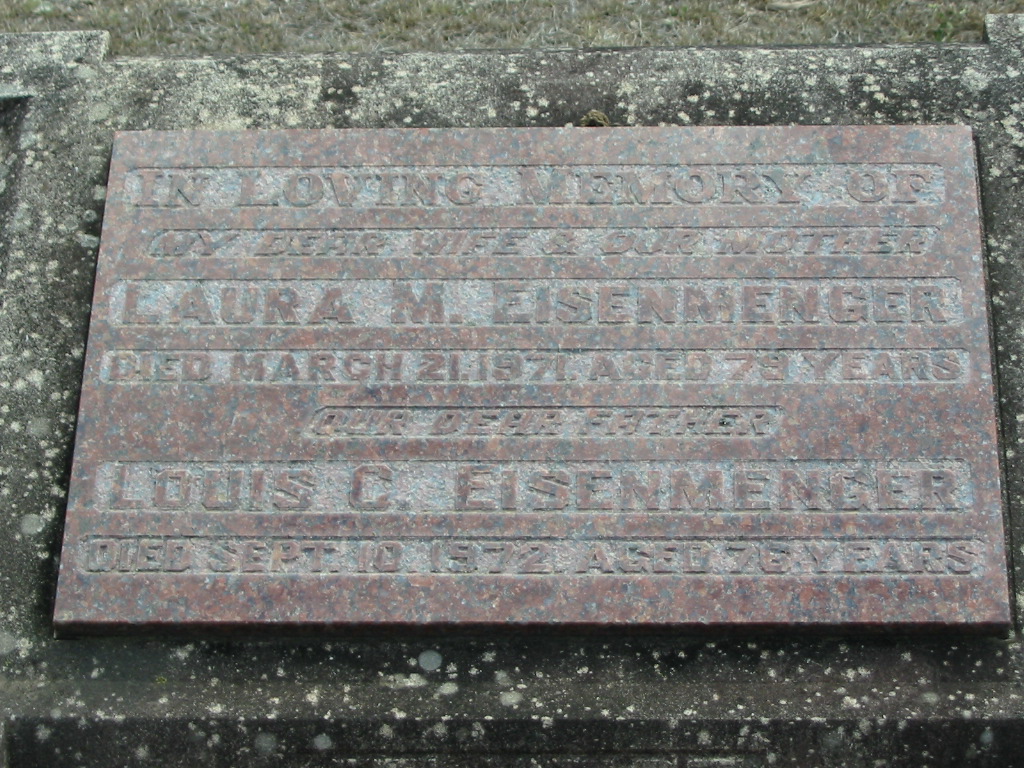 IN LOVING MEMORY OF
MY DEAR WIFE & OUR MOTHER
LAURA M. EISENMENGER
DIED MARCH 21.1971. AGED 79 YEARS
OUR DEAR FATHER
LOUIS C. EISENMENGER
DIED SEPT. 10. 1972. AGED 76 YEARS